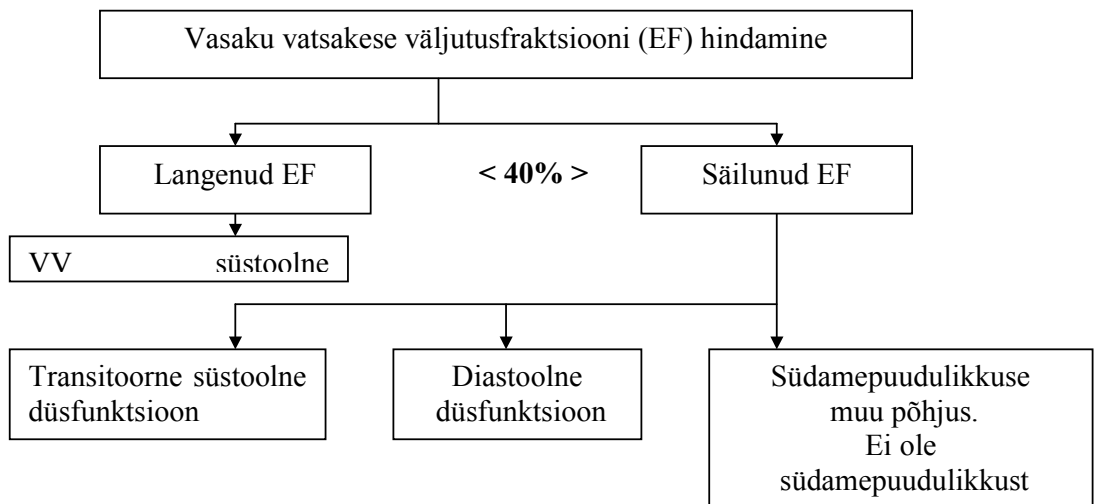 Vasaku vatsakese väljutusfraktsiooni (EF) hindamine
Langenud EF
< 40% >
Säilunud EF
VV süstoolne
Transitoorne süstoolne
düsfunktsioon
Diastoolne
düsfunktsioon
Südamepuudulikkuse
muu põhjus.
Ei ole
südamepuudulikkust